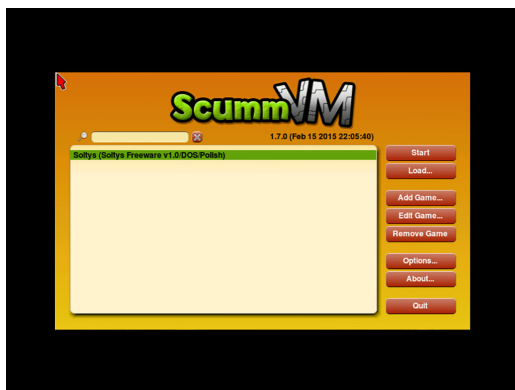 ScummVM
1.7.0 (Feb 15 2015 22:05:40)
Soltys (Soltys Freeware v1.0/DOS/Polish)
Start
Load...
Add Game...
Edit Game...
Remove Game
Options...
About...
Quit